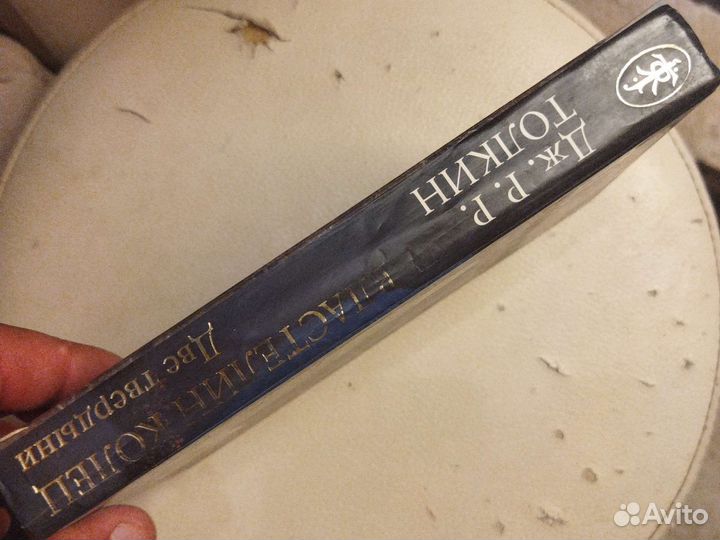 Дж. Р. Р.
ТОЛКИН
ВЛАСТЕЛИН КОЛЕЦ
Две твердыни
Avito